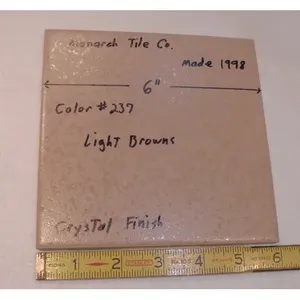 Monarch Tile Co.
made 1998
6"
Color #237
Light Browns
Crystal Finish
1 2 3 4 5 6